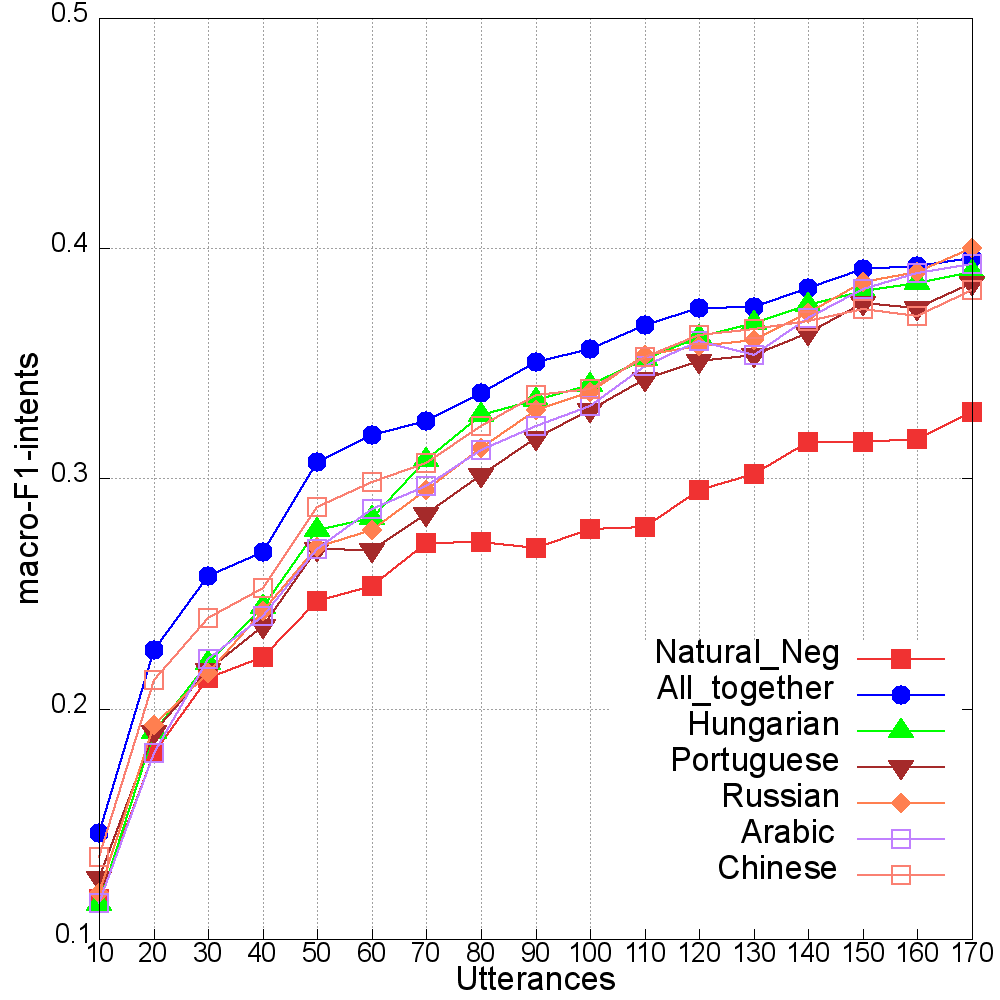 0.5
0.4
0.3
0.2
0.1
macro-F1-intents
Natural_Neg
All_together
Hungarian
Portuguese
Russian
Arabic
Chinese
10 20 30 40 50 60 70 80 90 100 110 120 130 140 150 160 170
Utterances